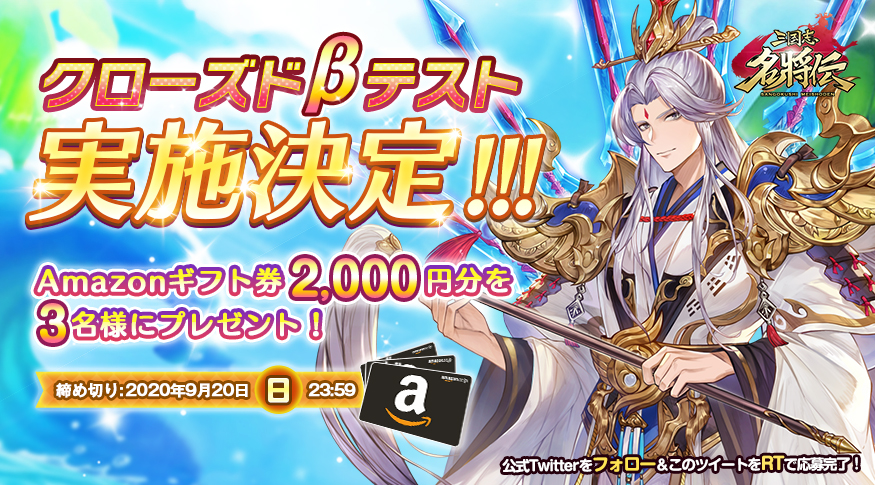 クローズドβテスト
実施決定!!!
三国志
名将伝
SANGOKUSHI MEISHODEN
Amazonギフト券2,000円分を
3名様にプレゼント!
締め切り:2020年9月20日 日 23:59
a
公式Twitterをフォロー&このツイートをRTで応募完了!